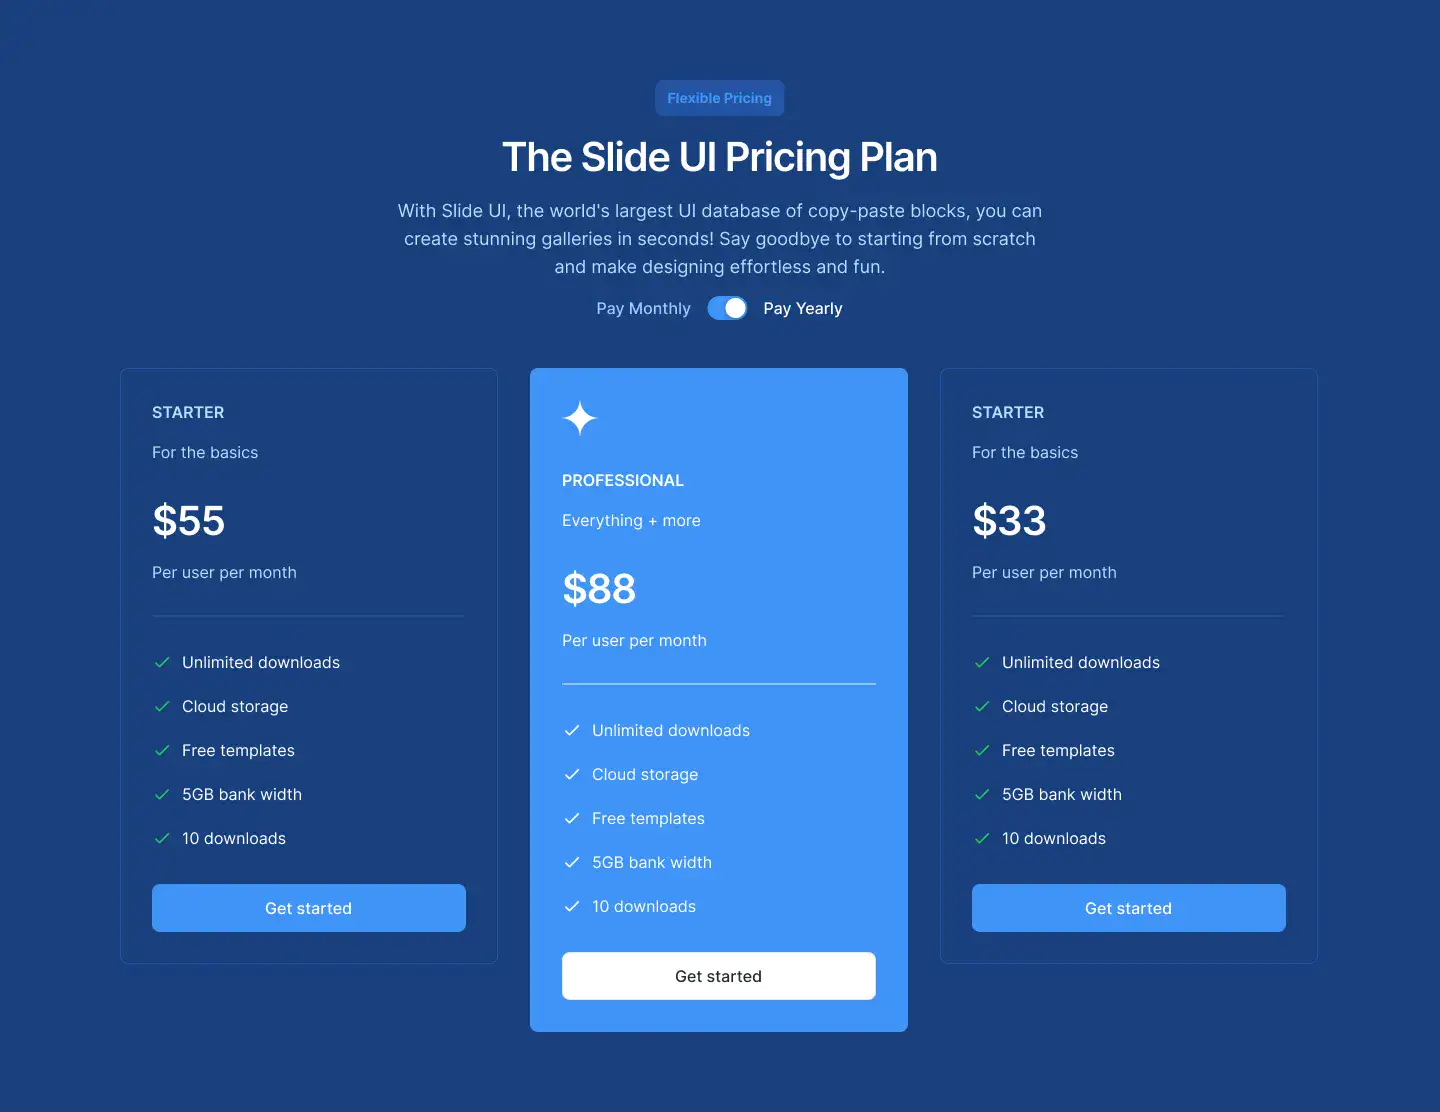 Flexible Pricing
The Slide UI Pricing Plan
With Slide UI, the world's largest UI database of copy-paste blocks, you can
create stunning galleries in seconds! Say goodbye to starting from scratch
and make designing effortless and fun.
Pay Monthly
Pay Yearly
STARTER
For the basics
$55
Per user per month
Unlimited downloads
Cloud storage
Free templates
5GB bank width
10 downloads
Get started
PROFESSIONAL
Everything + more
$88
Per user per month
Unlimited downloads
Cloud storage
Free templates
5GB bank width
10 downloads
Get started
STARTER
For the basics
$33
Per user per month
Unlimited downloads
Cloud storage
Free templates
5GB bank width
10 downloads
Get started